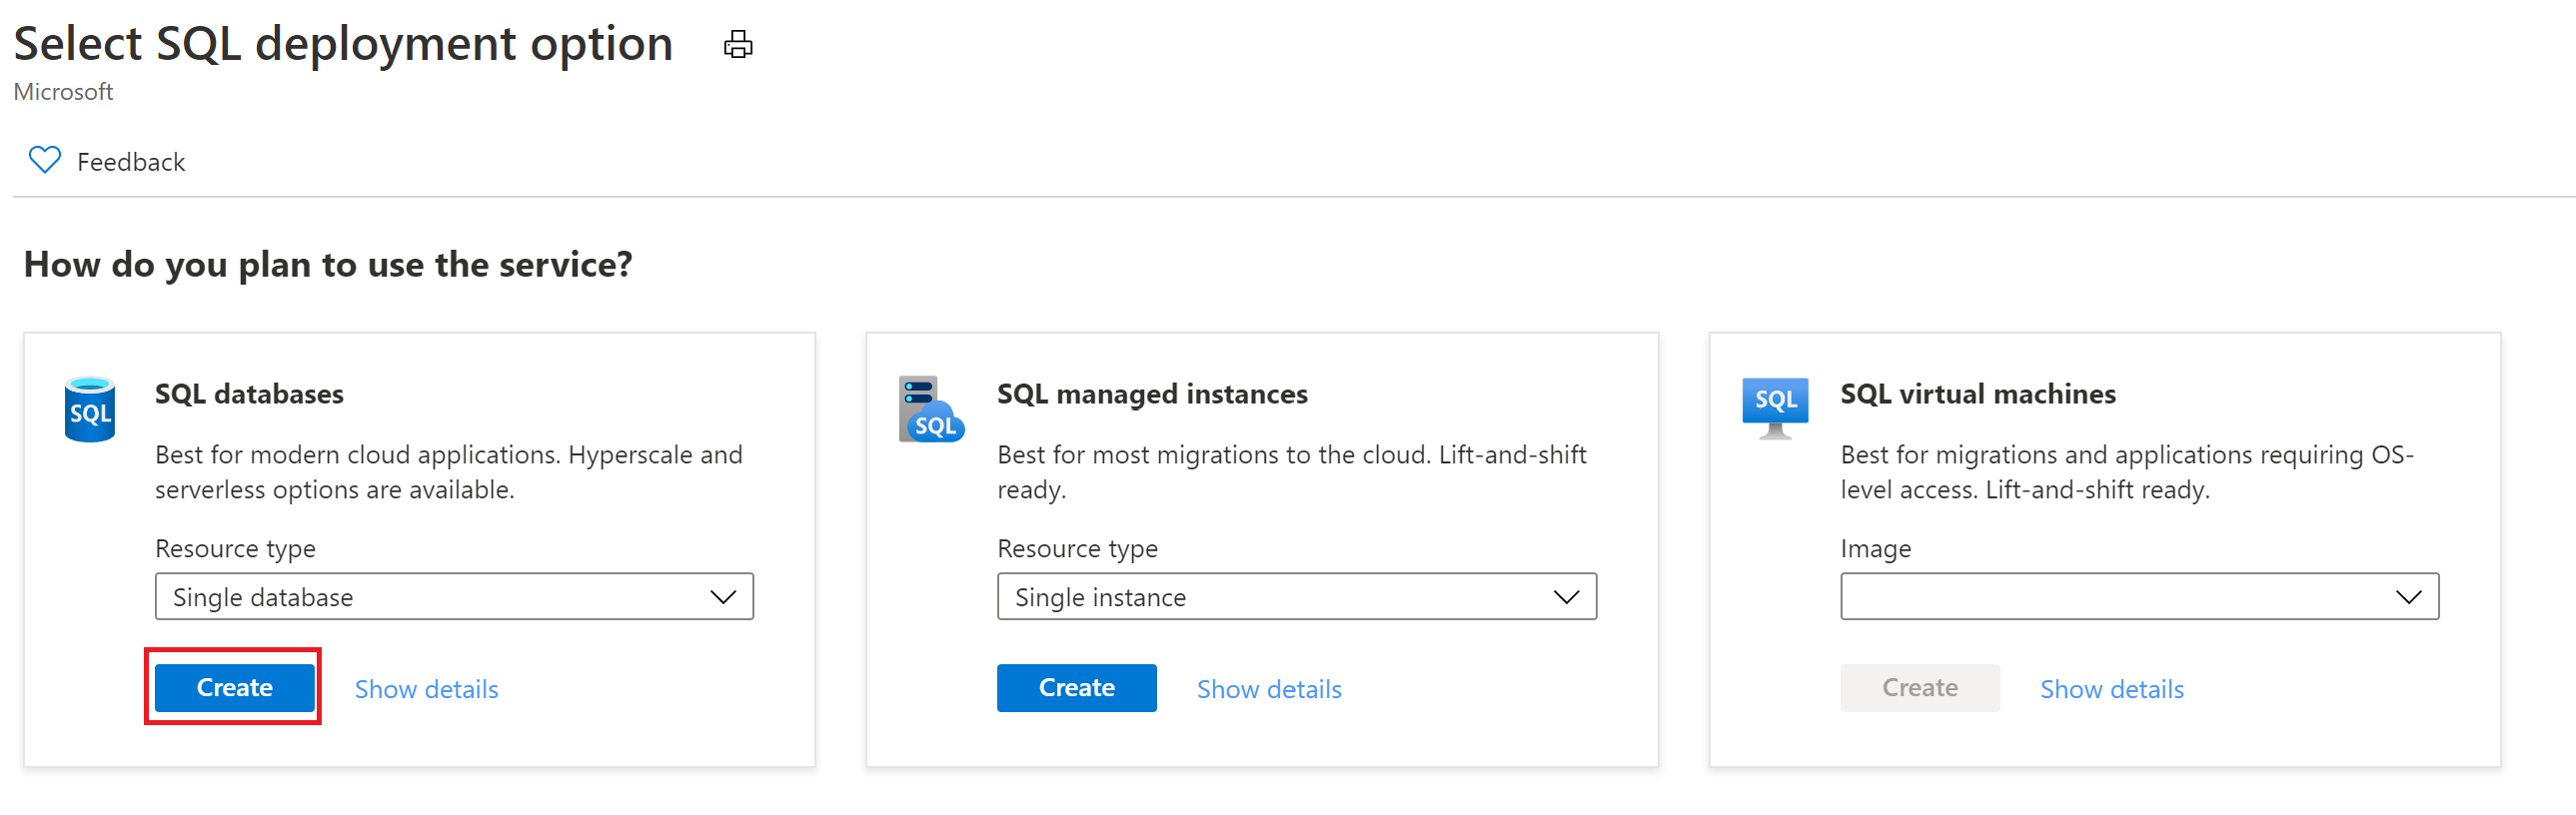 Select SQL deployment option
Microsoft
Feedback
How do you plan to use the service?
SQL
SQL databases
Best for modern cloud applications. Hyperscale and
serverless options are available.
Resource type
Single database
Create
Show details
SQL
SQL managed instances
Best for most migrations to the cloud. Lift-and-shift
ready.
Resource type
Single instance
Create
Show details
SQL
SQL virtual machines
Best for migrations and applications requiring OS-
level access. Lift-and-shift ready.
Image
Create
Show details